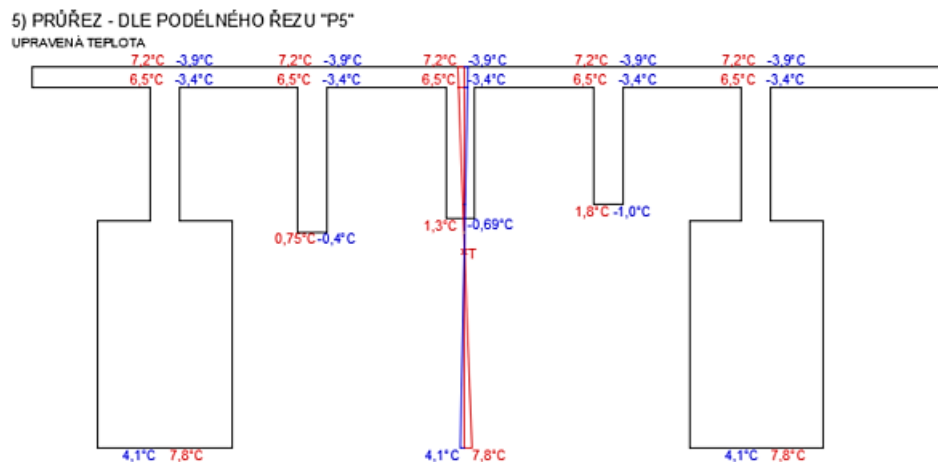 5) PRŮŘEZ - DLE PODÉLNÉHO ŘEZU "P5"
UPRAVENÁ TEPLOTA
7,2°C -3,9°C 7,2°C -3,9°C 7,2°C -3,9°C 7,2°C -3,9°C 7,2°C -3,9°C
6,5°C -3,4°C 6,5°C -3,4°C 6,5°C -3,4°C 6,5°C -3,4°C 6,5°C -3,4°C
1,8°C -1,0°C
1,3°C -0,69°C
0,75°C -0,4°C
T
4,1°C 7,8°C 4,1°C 7,8°C 4,1°C 7,8°C